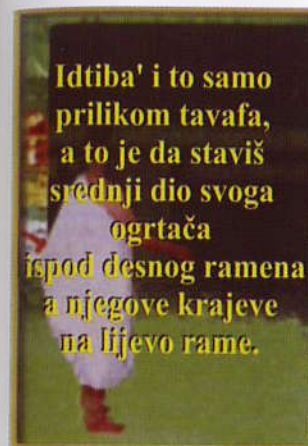 Idtiba' i to samo
prilikom tavafa,
a to je da staviš
srednji dio svoga
ogrtača
ispod desnog ramena
a njegove krajeve
na lijevo rame.